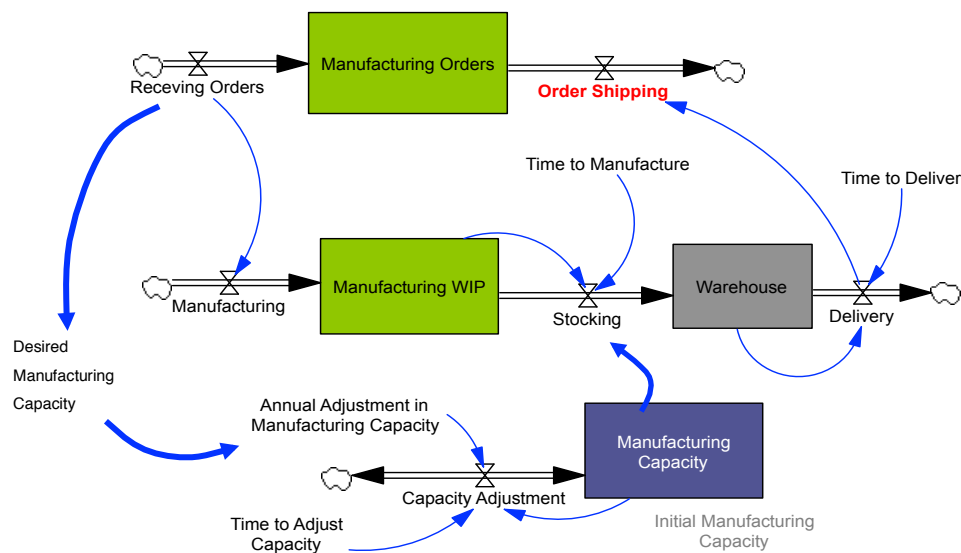 Manufacturing Orders
Receving Orders
Order Shipping
Time to Manufacture
Time to Deliver
Manufacturing WIP
Warehouse
Manufacturing
Stocking
Delivery
Desired
Manufacturing
Capacity
Annual Adjustment in
Manufacturing Capacity
Manufacturing
Capacity
Capacity Adjustment
Time to Adjust
Capacity
Initial Manufacturing
Capacity